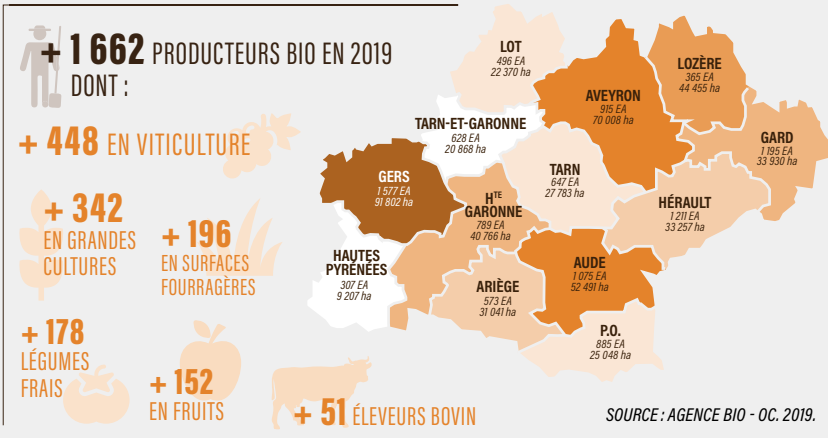 + 1 662 PRODUCTEURS BIO EN 2019
DONT :
+ 448 EN VITICULTURE
+ 342
EN GRANDES
CULTURES
+ 196
EN SURFACES
FOURRAGÈRES
+ 178
LÉGUMES
FRAIS
+ 152
EN FRUITS
+ 51 ÉLEVEURS BOVIN
LOT
496 EA
22 370 ha
AVEYRON
915 EA
70 008 ha
LOZÈRE
365 EA
44 455 ha
TARN-ET-GARONNE
628 EA
20 868 ha
GARD
1 195 EA
33 930 ha
GERS
1 577 EA
91 802 ha
TARN
647 EA
27 783 ha
HTE
GARONNE
789 EA
40 766 ha
HÉRAULT
1 211 EA
33 257 ha
HAUTES
PYRÉNÉES
307 EA
9 207 ha
ARIÈGE
573 EA
31 041 ha
AUDE
1 075 EA
52 491 ha
P.O.
885 EA
25 048 ha
SOURCE : AGENCE BIO - OC. 2019.